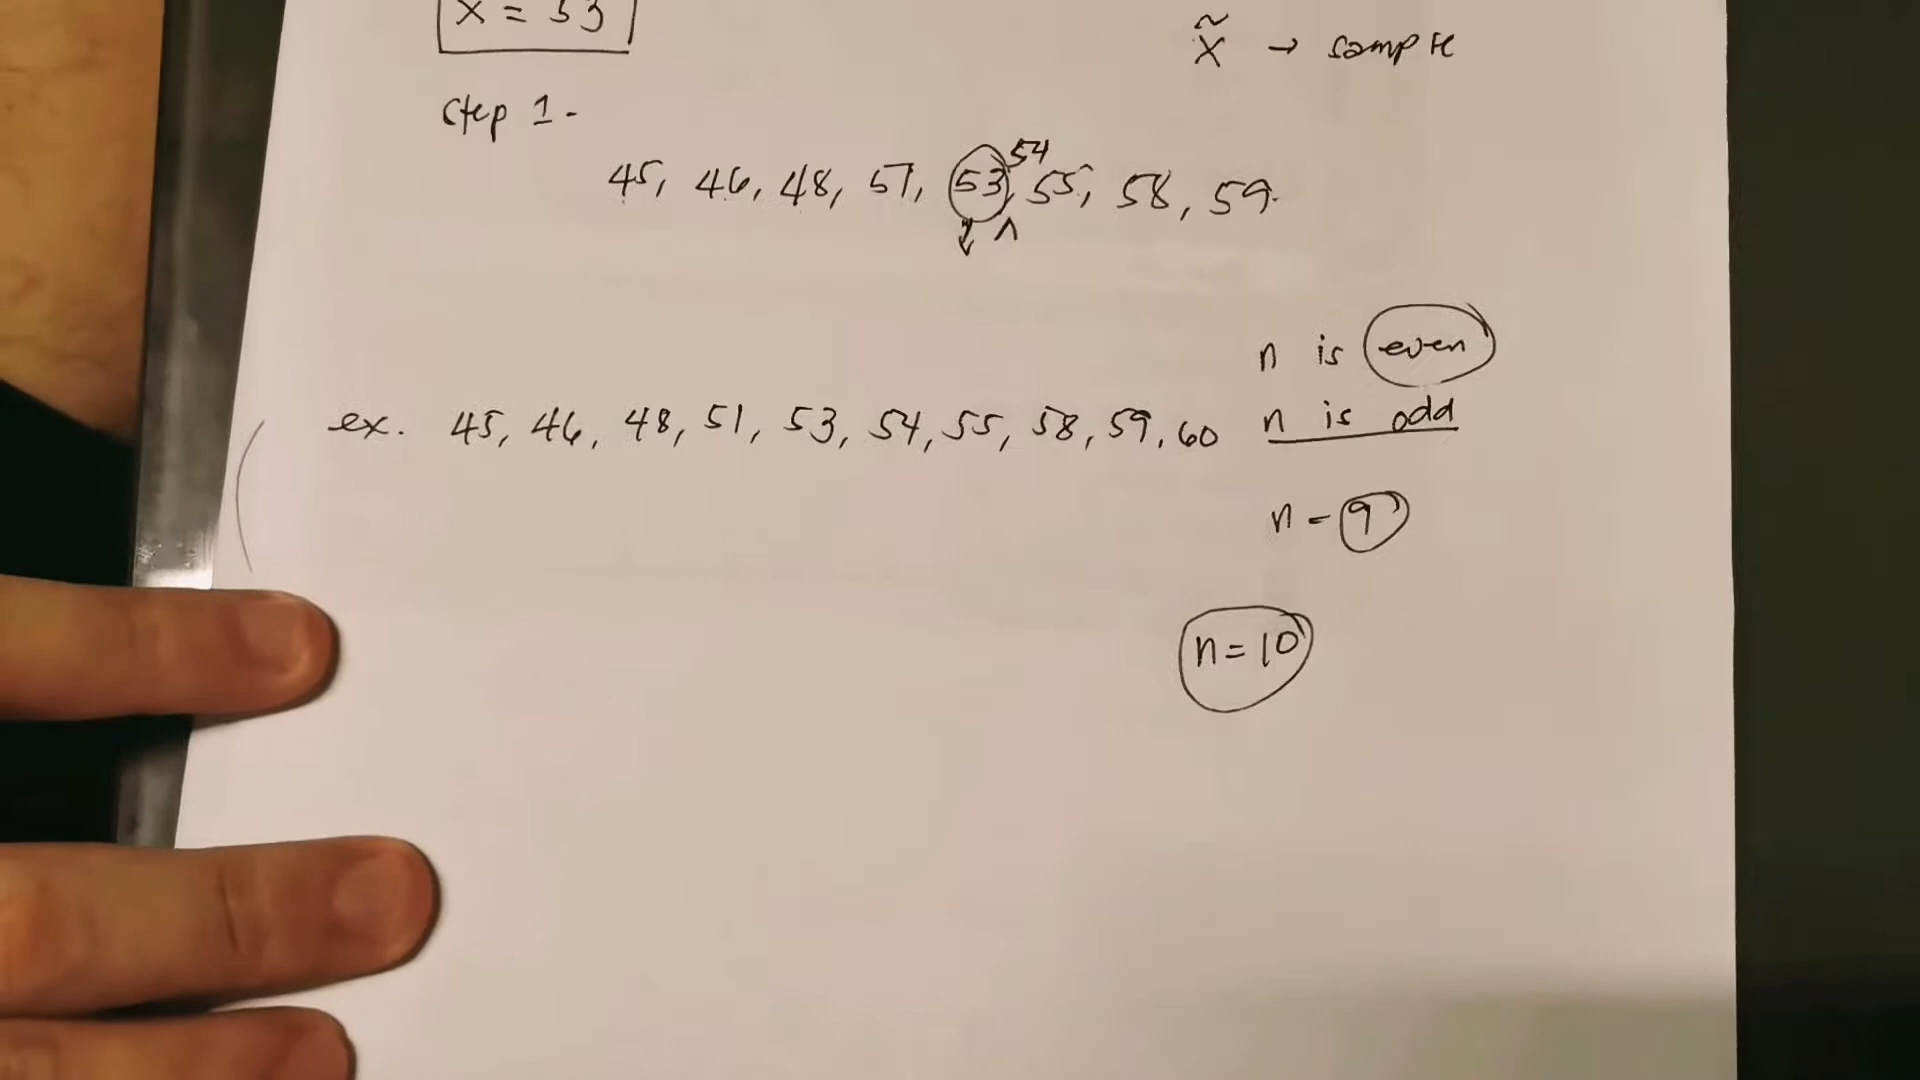 x = 53
x̃ → sample
Step 1 -
54
45, 46, 48, 51, 53, 55, 58, 59.
^
n is even
ex. 45, 46, 48, 51, 53, 54, 55, 58, 59, 60
n is odd
n = 9
n = 10